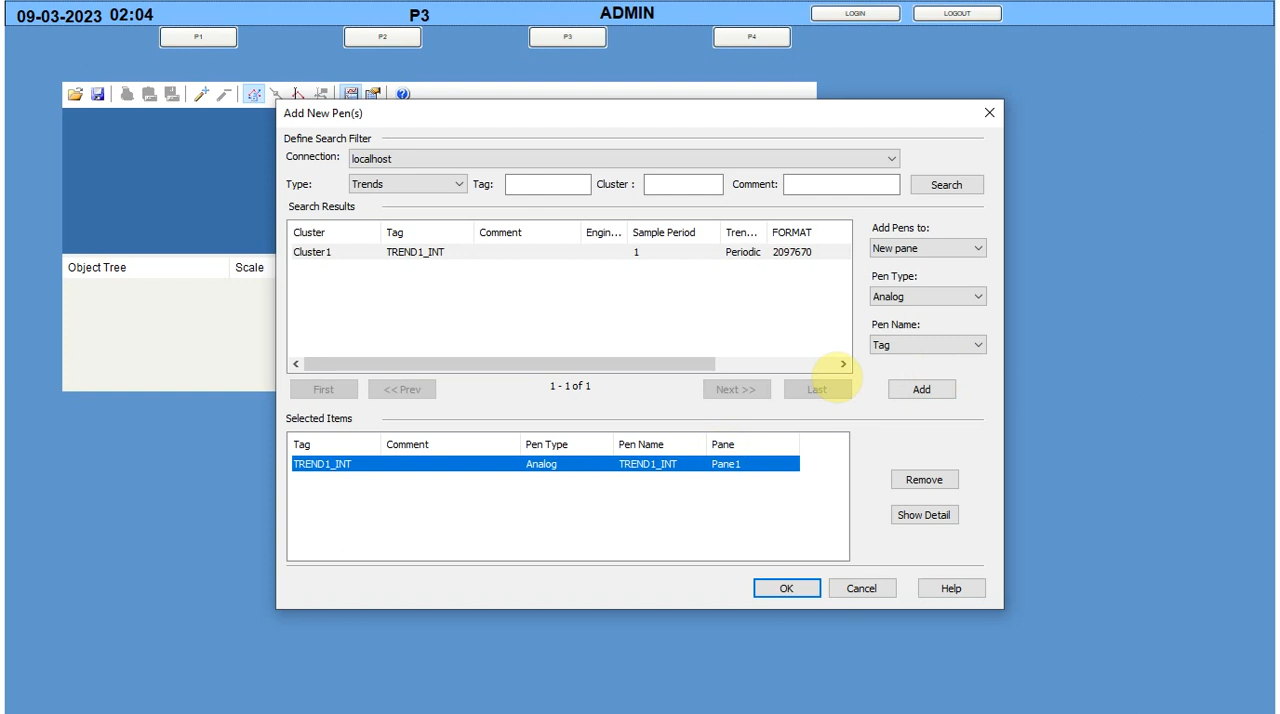 09-03-2023 02:04 P3 ADMIN LOGIN LOGOUT
P1 P2 P3 P4
Add New Pen(s)
Define Search Filter
Connection: localhost
Type: Trends Tag: Cluster : Comment: Search
Search Results
Cluster Tag Comment Engin... Sample Period Tren... FORMAT
Cluster1 TREND1_INT 1 Periodic 2097670
Add Pens to:
New pane
Pen Type:
Analog
Pen Name:
Tag
Object Tree Scale
First << Prev 1 - 1 of 1 Next >> Last Add
Selected Items
Tag Comment Pen Type Pen Name Pane
TREND1_INT Analog TREND1_INT Pane1
Remove
Show Detail
OK Cancel Help